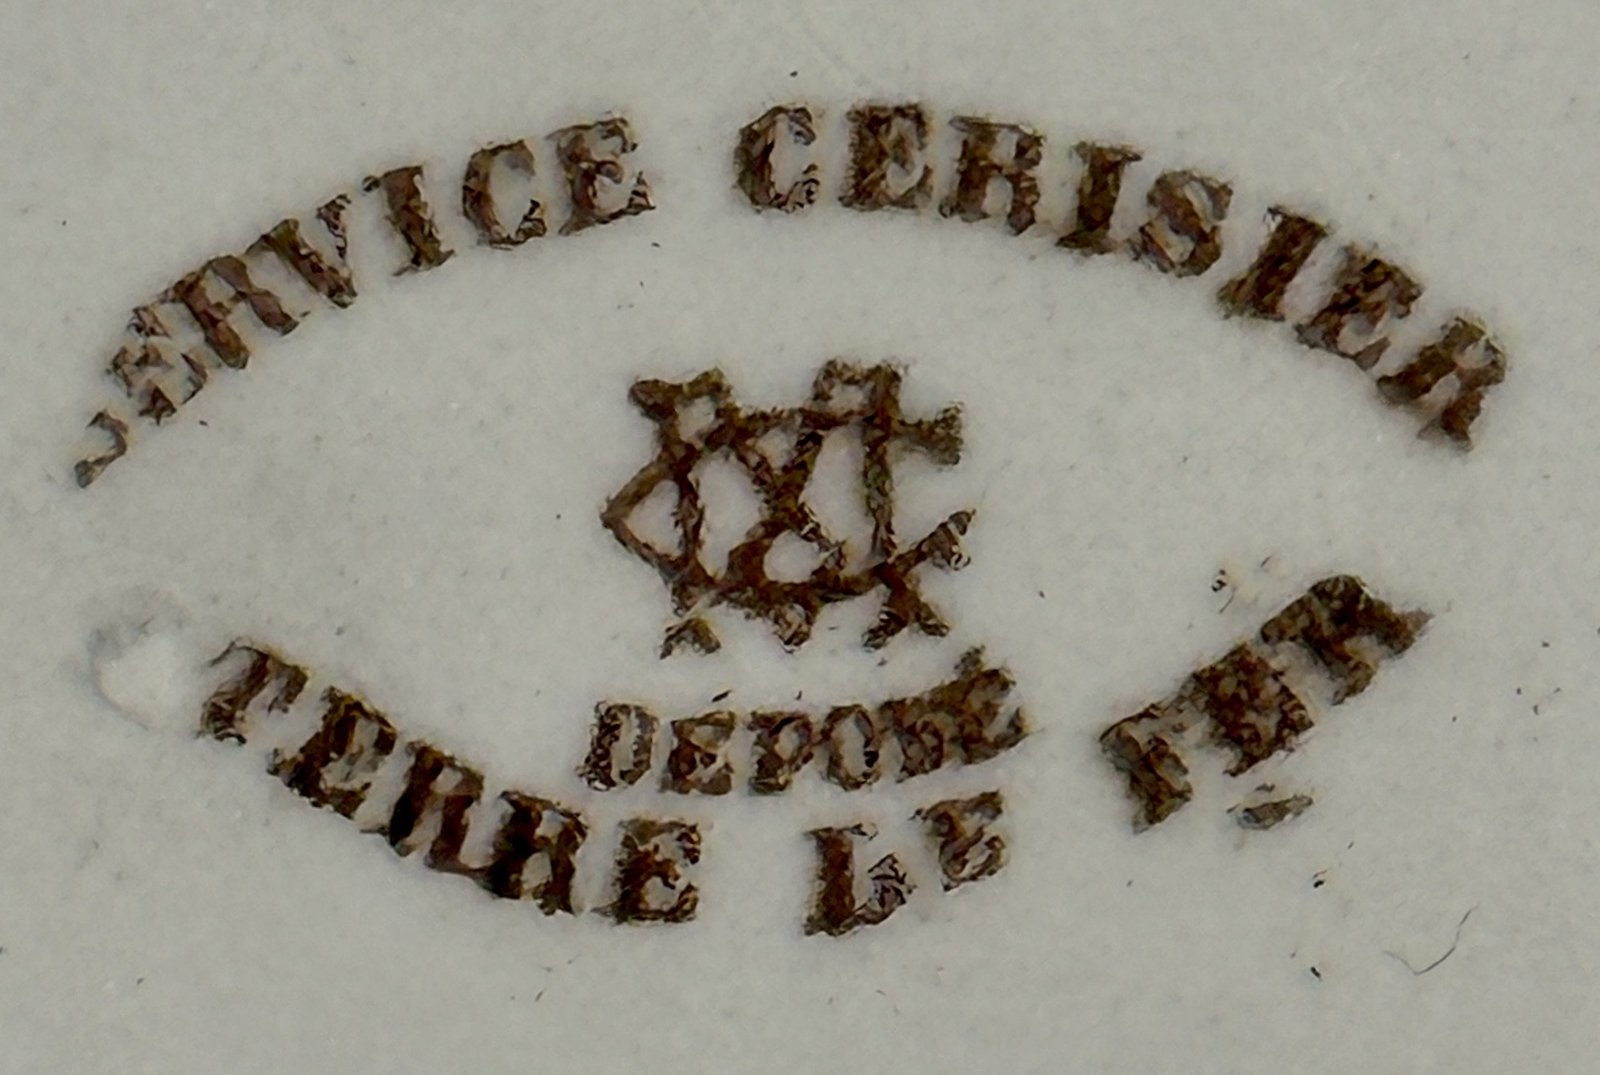 SERVICE CERISIER
DÉPOSÉ
TERRE DE FER